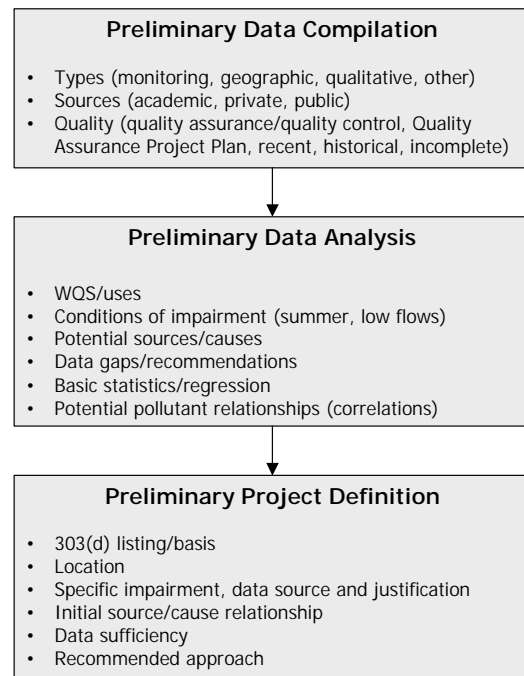 Preliminary Data Compilation
• Types (monitoring, geographic, qualitative, other)
• Sources (academic, private, public)
• Quality (quality assurance/quality control, Quality
Assurance Project Plan, recent, historical, incomplete)
Preliminary Data Analysis
• WQS/uses
• Conditions of impairment (summer, low flows)
• Potential sources/causes
• Data gaps/recommendations
• Basic statistics/regression
• Potential pollutant relationships (correlations)
Preliminary Project Definition
• 303(d) listing/basis
• Location
• Specific impairment, data source and justification
• Initial source/cause relationship
• Data sufficiency
• Recommended approach